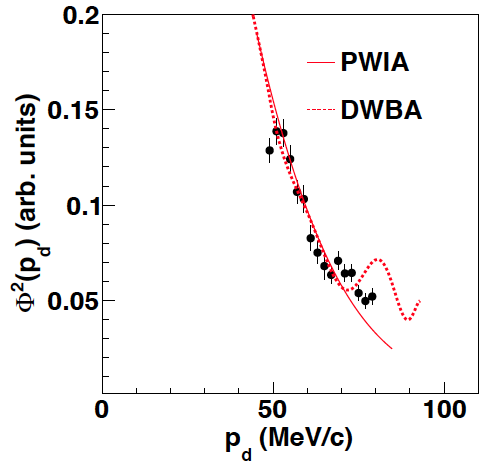 0.2
PWIA
0.15
DWBA
0.1
0.05
Φ²(p_d) (arb. units)
0 50 100
p_d (MeV/c)